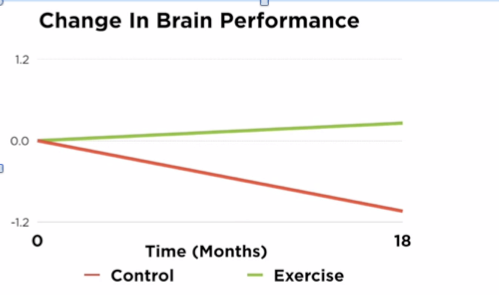 Change In Brain Performance
1.2
0.0
-1.2
0 18
Time (Months)
Control Exercise